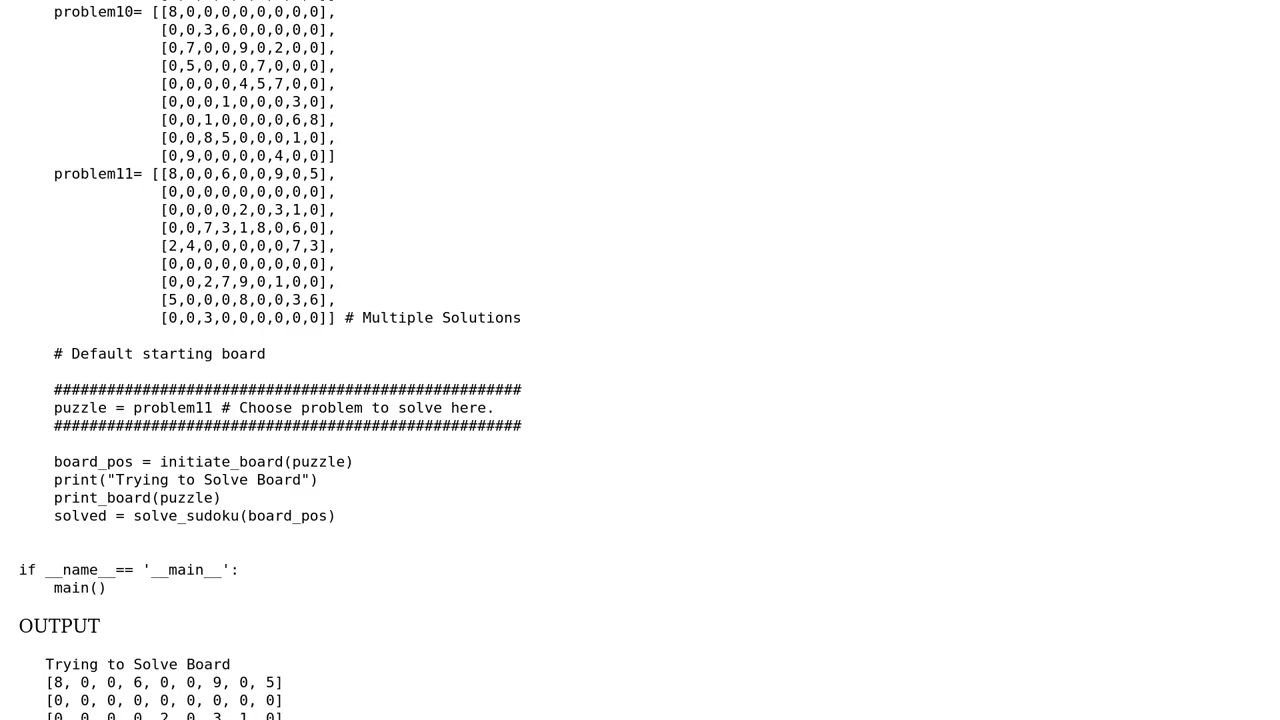 problem10= [[8,0,0,0,0,0,0,0,0],
[0,0,3,6,0,0,0,0,0],
[0,7,0,0,9,0,2,0,0],
[0,5,0,0,0,7,0,0,0],
[0,0,0,0,4,5,7,0,0],
[0,0,0,1,0,0,0,3,0],
[0,0,1,0,0,0,0,6,8],
[0,0,8,5,0,0,0,1,0],
[0,9,0,0,0,0,4,0,0]]
problem11= [[8,0,0,6,0,0,9,0,5],
[0,0,0,0,0,0,0,0,0],
[0,0,0,0,2,0,3,1,0],
[0,0,7,3,1,8,0,6,0],
[2,4,0,0,0,0,0,7,3],
[0,0,0,0,0,0,0,0,0],
[0,0,2,7,9,0,1,0,0],
[5,0,0,0,8,0,0,3,6],
[0,0,3,0,0,0,0,0,0]] # Multiple Solutions
# Default starting board
#####################################################
puzzle = problem11 # Choose problem to solve here.
#####################################################
board_pos = initiate_board(puzzle)
print("Trying to Solve Board")
print_board(puzzle)
solved = solve_sudoku(board_pos)
if __name__== '__main__':
main()
OUTPUT
Trying to Solve Board
[8, 0, 0, 6, 0, 0, 9, 0, 5]
[0, 0, 0, 0, 0, 0, 0, 0, 0]
[0, 0, 0, 0, 2, 0, 3, 1, 0]